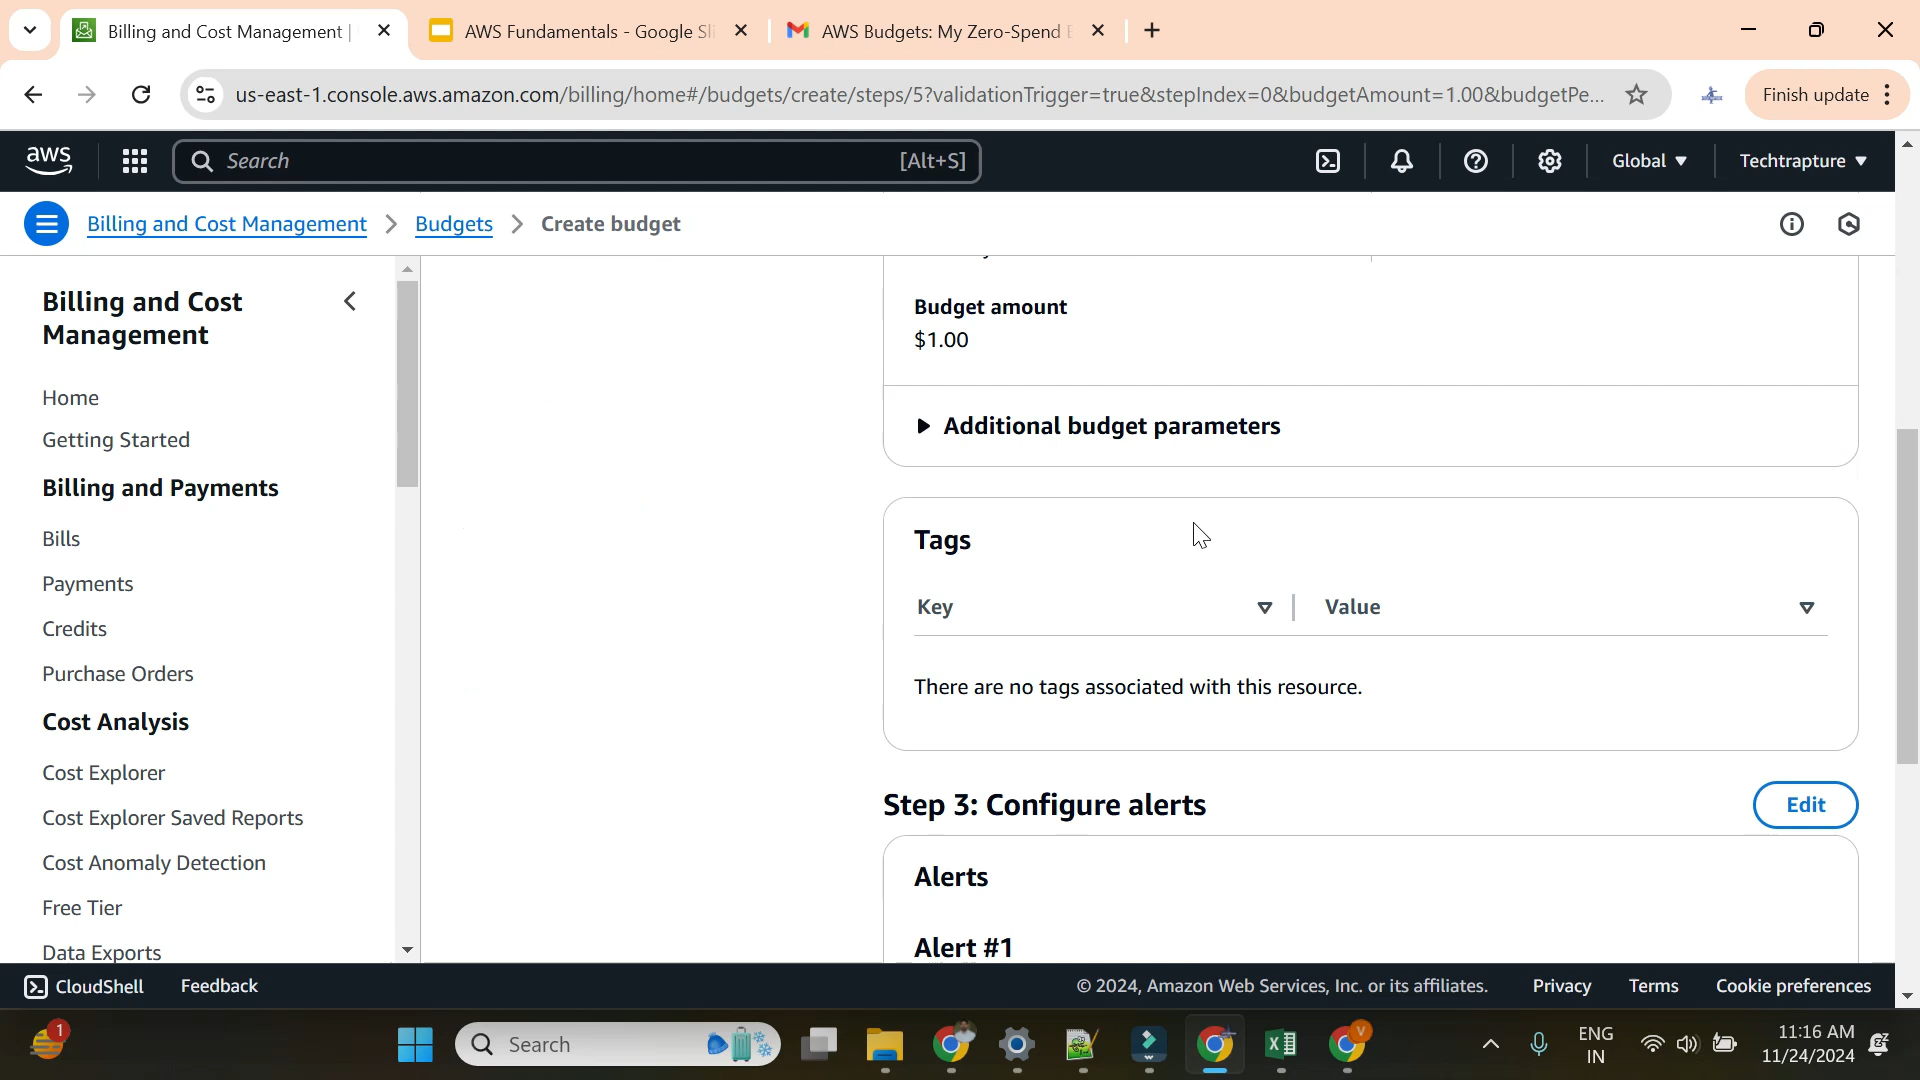 Billing and Cost Management |
AWS Fundamentals - Google Sli
AWS Budgets: My Zero-Spend B
us-east-1.console.aws.amazon.com/billing/home#/budgets/create/steps/5?validationTrigger=true&stepIndex=0&budgetAmount=1.00&budgetPe...
Finish update
aws
Search
[Alt+S]
Global
Techtrapture
Billing and Cost Management
Budgets
Create budget
Billing and Cost
Management
Home
Getting Started
Billing and Payments
Bills
Payments
Credits
Purchase Orders
Cost Analysis
Cost Explorer
Cost Explorer Saved Reports
Cost Anomaly Detection
Free Tier
Data Exports
Budget amount
$1.00
Additional budget parameters
Tags
Key
Value
There are no tags associated with this resource.
Step 3: Configure alerts
Edit
Alerts
Alert #1
CloudShell
Feedback
© 2024, Amazon Web Services, Inc. or its affiliates.
Privacy
Terms
Cookie preferences
1
Search
V
ENG
IN
11:16 AM
11/24/2024